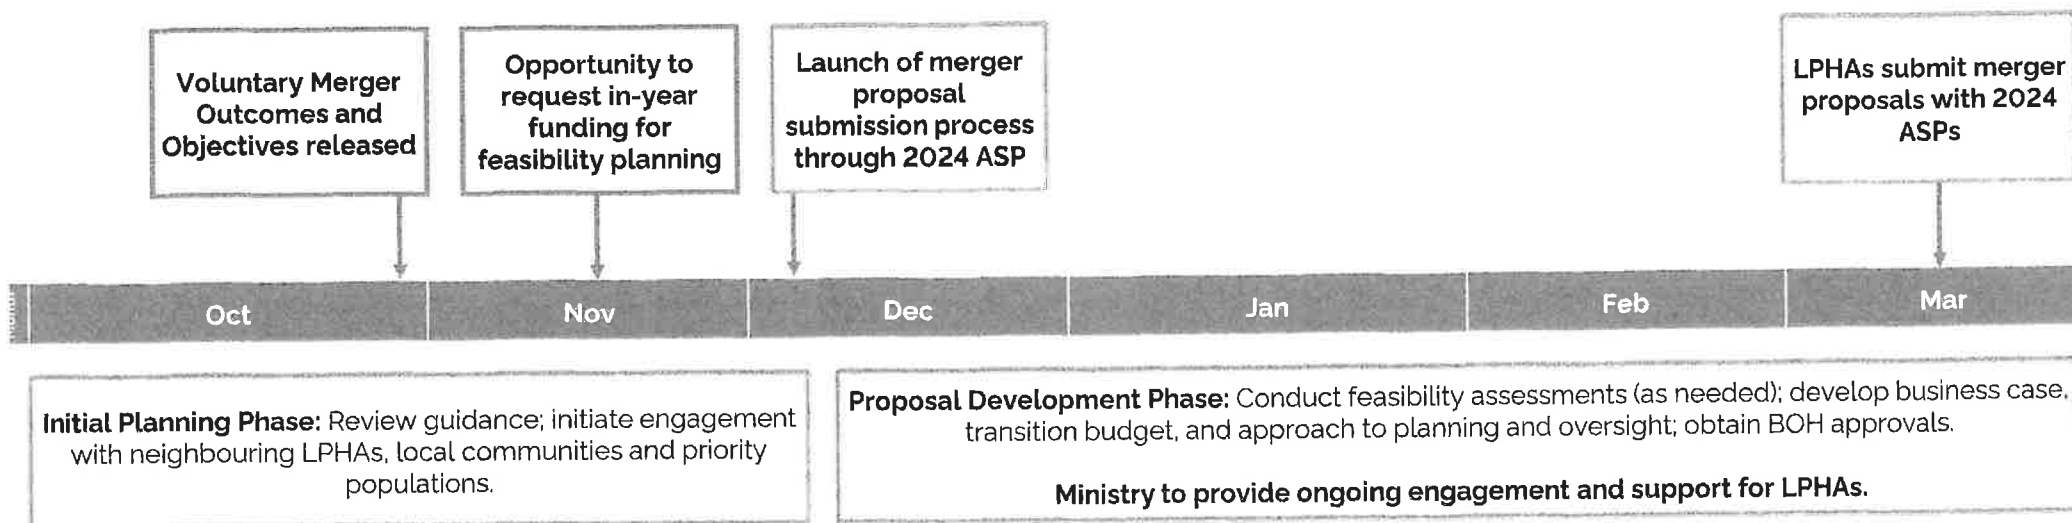 Voluntary Merger
Outcomes and
Objectives released
Opportunity to
request in-year
funding for
feasibility planning
Launch of merger
proposal
submission process
through 2024 ASP
LPHAs submit merger
proposals with 2024
ASPs
Oct
Nov
Dec
Jan
Feb
Mar
Initial Planning Phase: Review guidance; initiate engagement
with neighbouring LPHAs, local communities and priority
populations.
Proposal Development Phase: Conduct feasibility assessments (as needed); develop business case,
transition budget, and approach to planning and oversight; obtain BOH approvals.
Ministry to provide ongoing engagement and support for LPHAs.